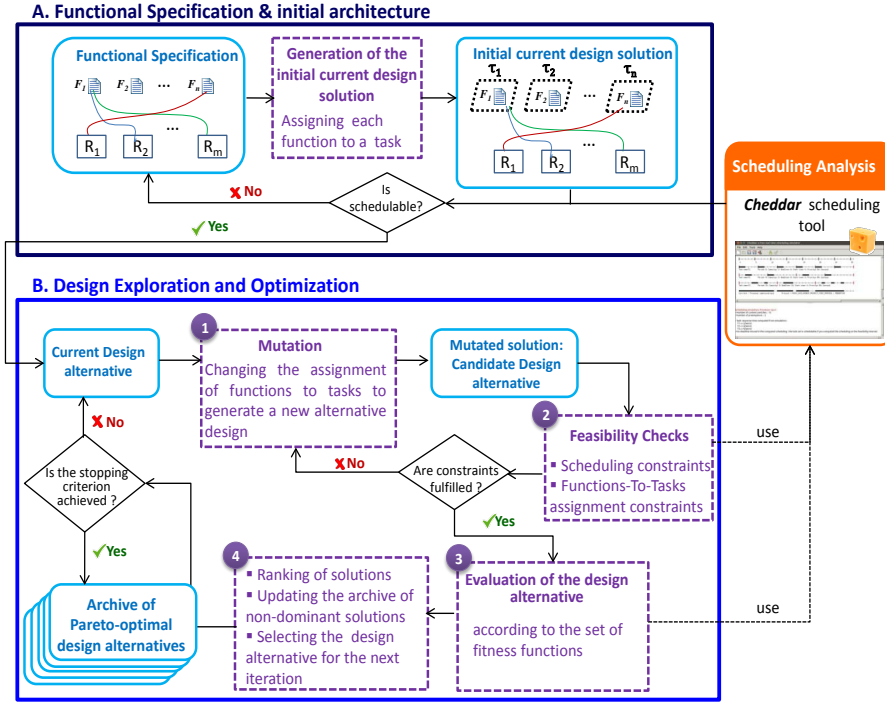 A. Functional Specification & initial architecture
Functional Specification
F1 F2 ... Fn
...
R1 R2 Rm
Generation of the
initial current design
solution
Assigning each
function to a task
Initial current design solution
τ1 τ2 τn
F1 F2 ... Fn
...
R1 R2 Rm
Is
schedulable?
✘ No
✓ Yes
Scheduling Analysis
Cheddar scheduling
tool
B. Design Exploration and Optimization
Current Design
alternative
1
Mutation
Changing the assignment
of functions to tasks to
generate a new alternative
design
Mutated solution:
Candidate Design
alternative
2
Feasibility Checks
▪ Scheduling constraints
▪ Functions-To-Tasks
assignment constraints
use
Are constraints
fulfilled ?
✘ No
✓ Yes
3
Evaluation of the design
alternative
according to the set of
fitness functions
use
4
▪ Ranking of solutions
▪ Updating the archive of
non-dominant solutions
▪ Selecting the design
alternative for the next
iteration
Is the stopping
criterion
achieved ?
✘ No
✓ Yes
Archive of
Pareto-optimal
design alternatives